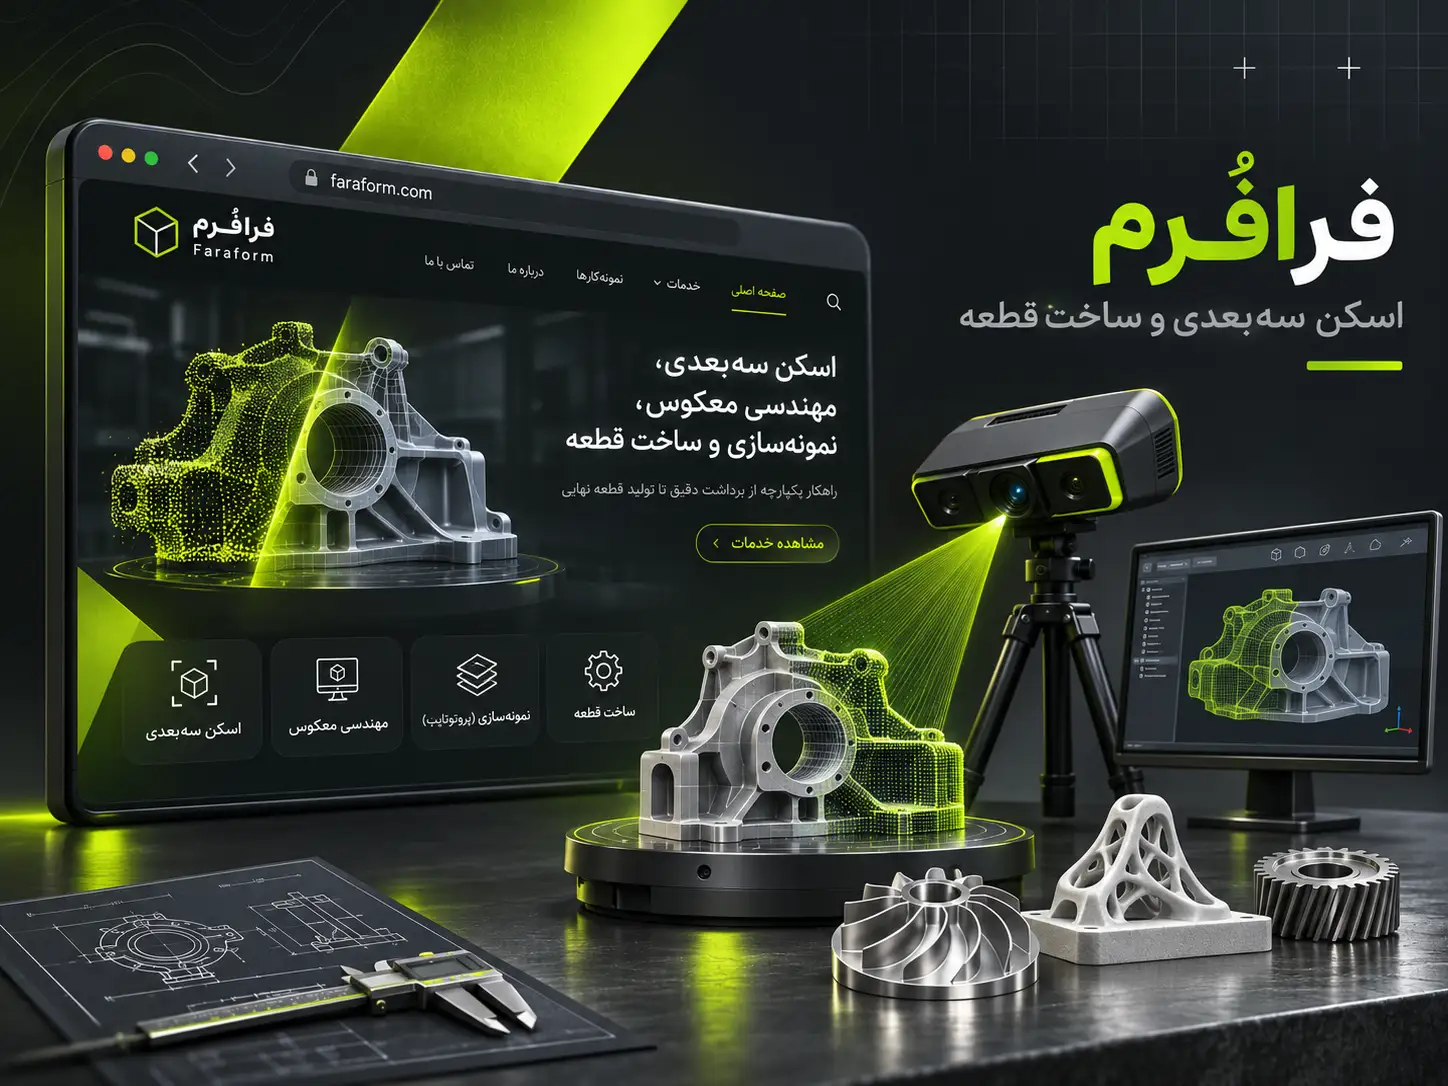 faraform.com
فرافُرم
Faraform
صفحه اصلی
خدمات
نمونه‌کارها
درباره ما
تماس با ما
اسکن سه‌بعدی،
مهندسی معکوس،
نمونه‌سازی و ساخت قطعه
راهکار یکپارچه از برداشت دقیق تا تولید قطعه نهایی
مشاهده خدمات
اسکن سه‌بعدی
مهندسی معکوس
نمونه‌سازی (پروتوتایپ)
ساخت قطعه
فرافُرم
اسکن سه‌بعدی و ساخت قطعه